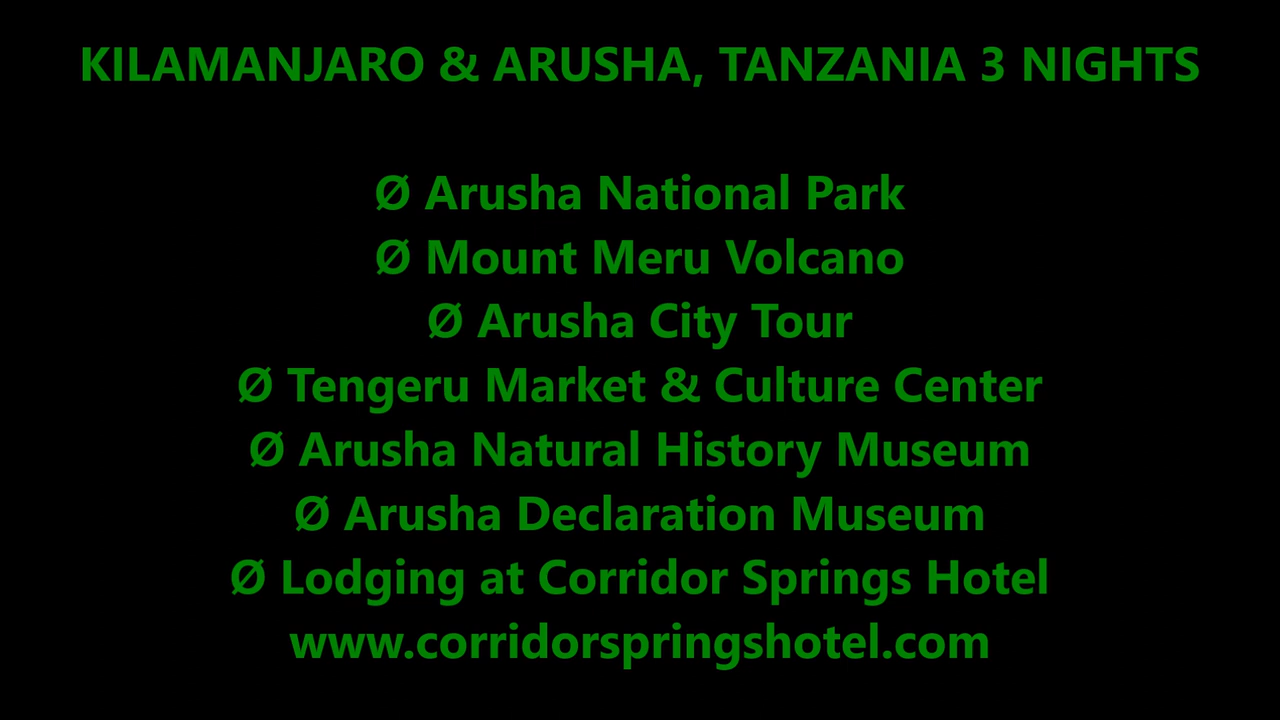 KILAMANJARO & ARUSHA, TANZANIA 3 NIGHTS
Ø Arusha National Park
Ø Mount Meru Volcano
Ø Arusha City Tour
Ø Tengeru Market & Culture Center
Ø Arusha Natural History Museum
Ø Arusha Declaration Museum
Ø Lodging at Corridor Springs Hotel
www.corridorspringshotel.com